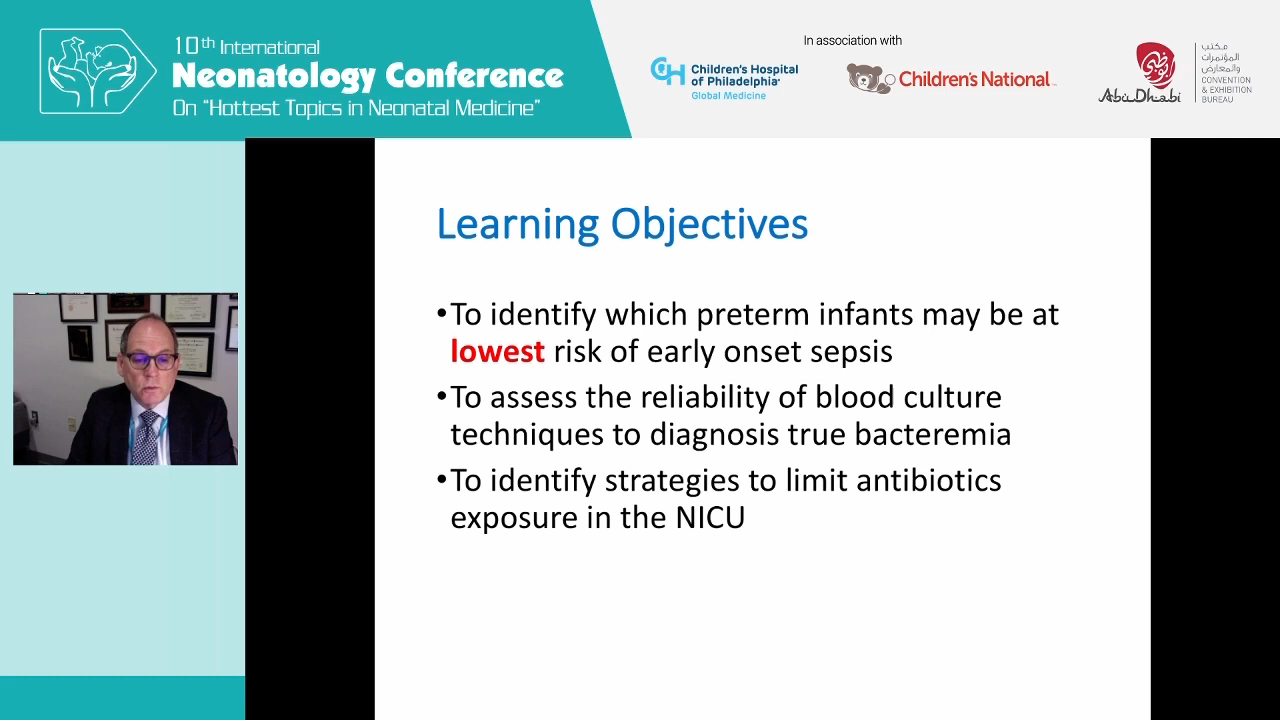 10th International
Neonatology Conference
On "Hottest Topics in Neonatal Medicine"
In association with
Children's Hospital
of Philadelphia
Global Medicine
Children's National
أبوظبي
Abu Dhabi
مكتب
المؤتمرات
والمعارض
CONVENTION
& EXHIBITION
BUREAU
Learning Objectives
•To identify which preterm infants may be at
lowest risk of early onset sepsis
•To assess the reliability of blood culture
techniques to diagnosis true bacteremia
•To identify strategies to limit antibiotics
exposure in the NICU